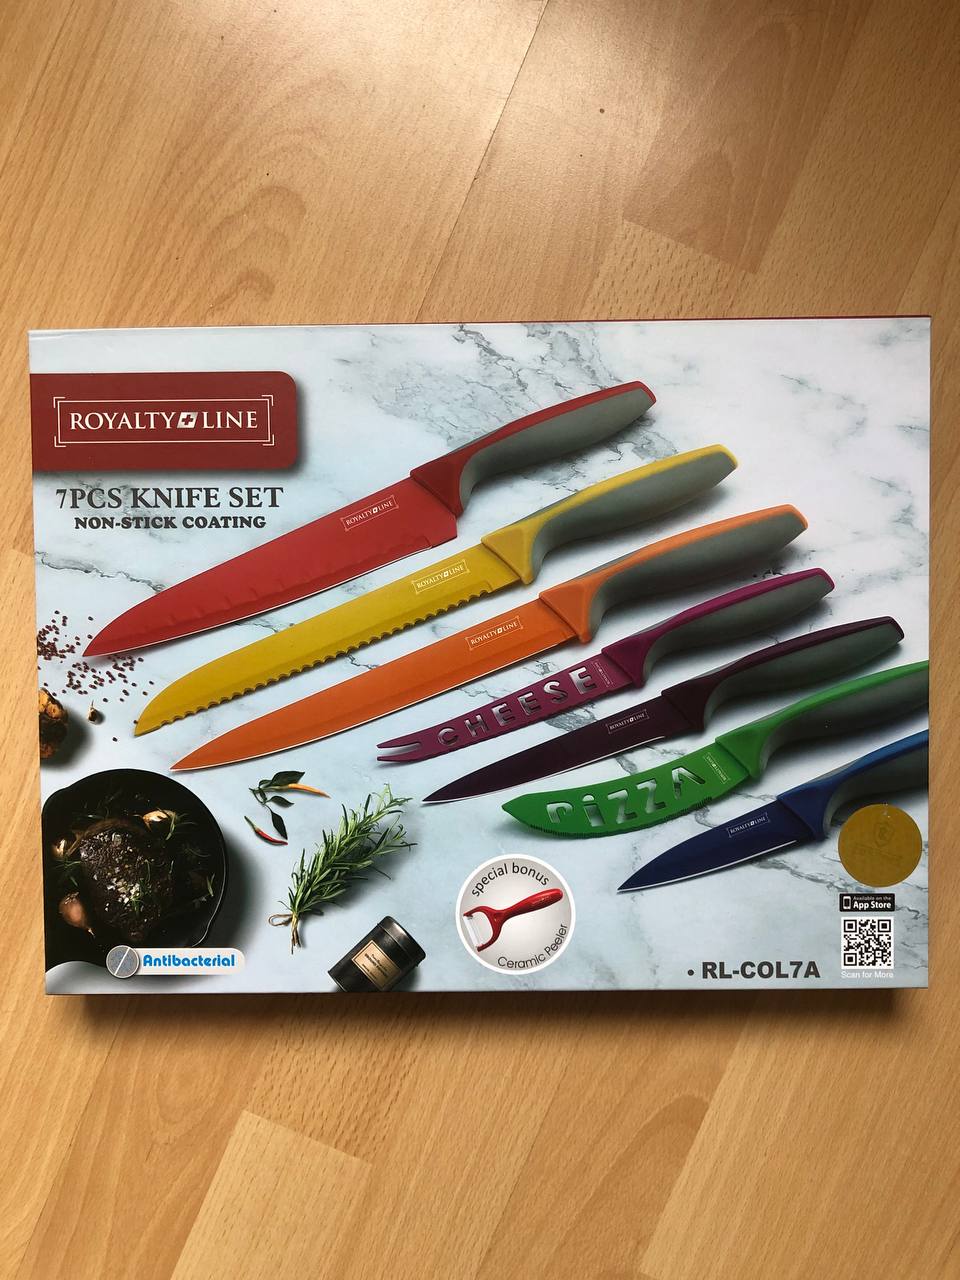 ROYALTY LINE
7PCS KNIFE SET
NON-STICK COATING
ROYALTY LINE
ROYALTY LINE
ROYALTY LINE
CHEESE
ROYALTY LINE
PiZZA
ROYALTY LINE
special bonus
Ceramic Peeler
Antibacterial
• RL-COL7A
Available on the
App Store
Scan for More